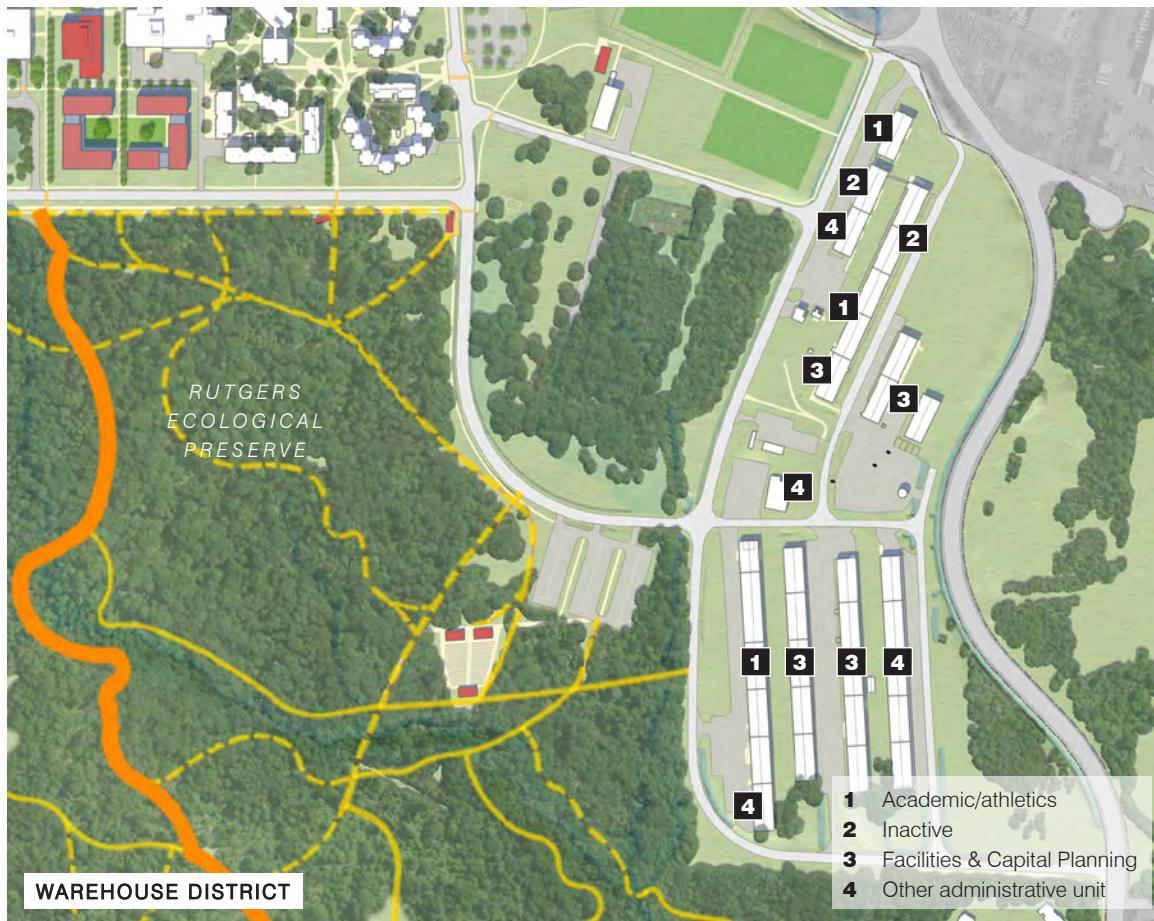 1
2
4
2
1
3
3
4
RUTGERS
ECOLOGICAL
PRESERVE
1
3
3
4
4
1 Academic/athletics
2 Inactive
3 Facilities & Capital Planning
4 Other administrative unit
WAREHOUSE DISTRICT